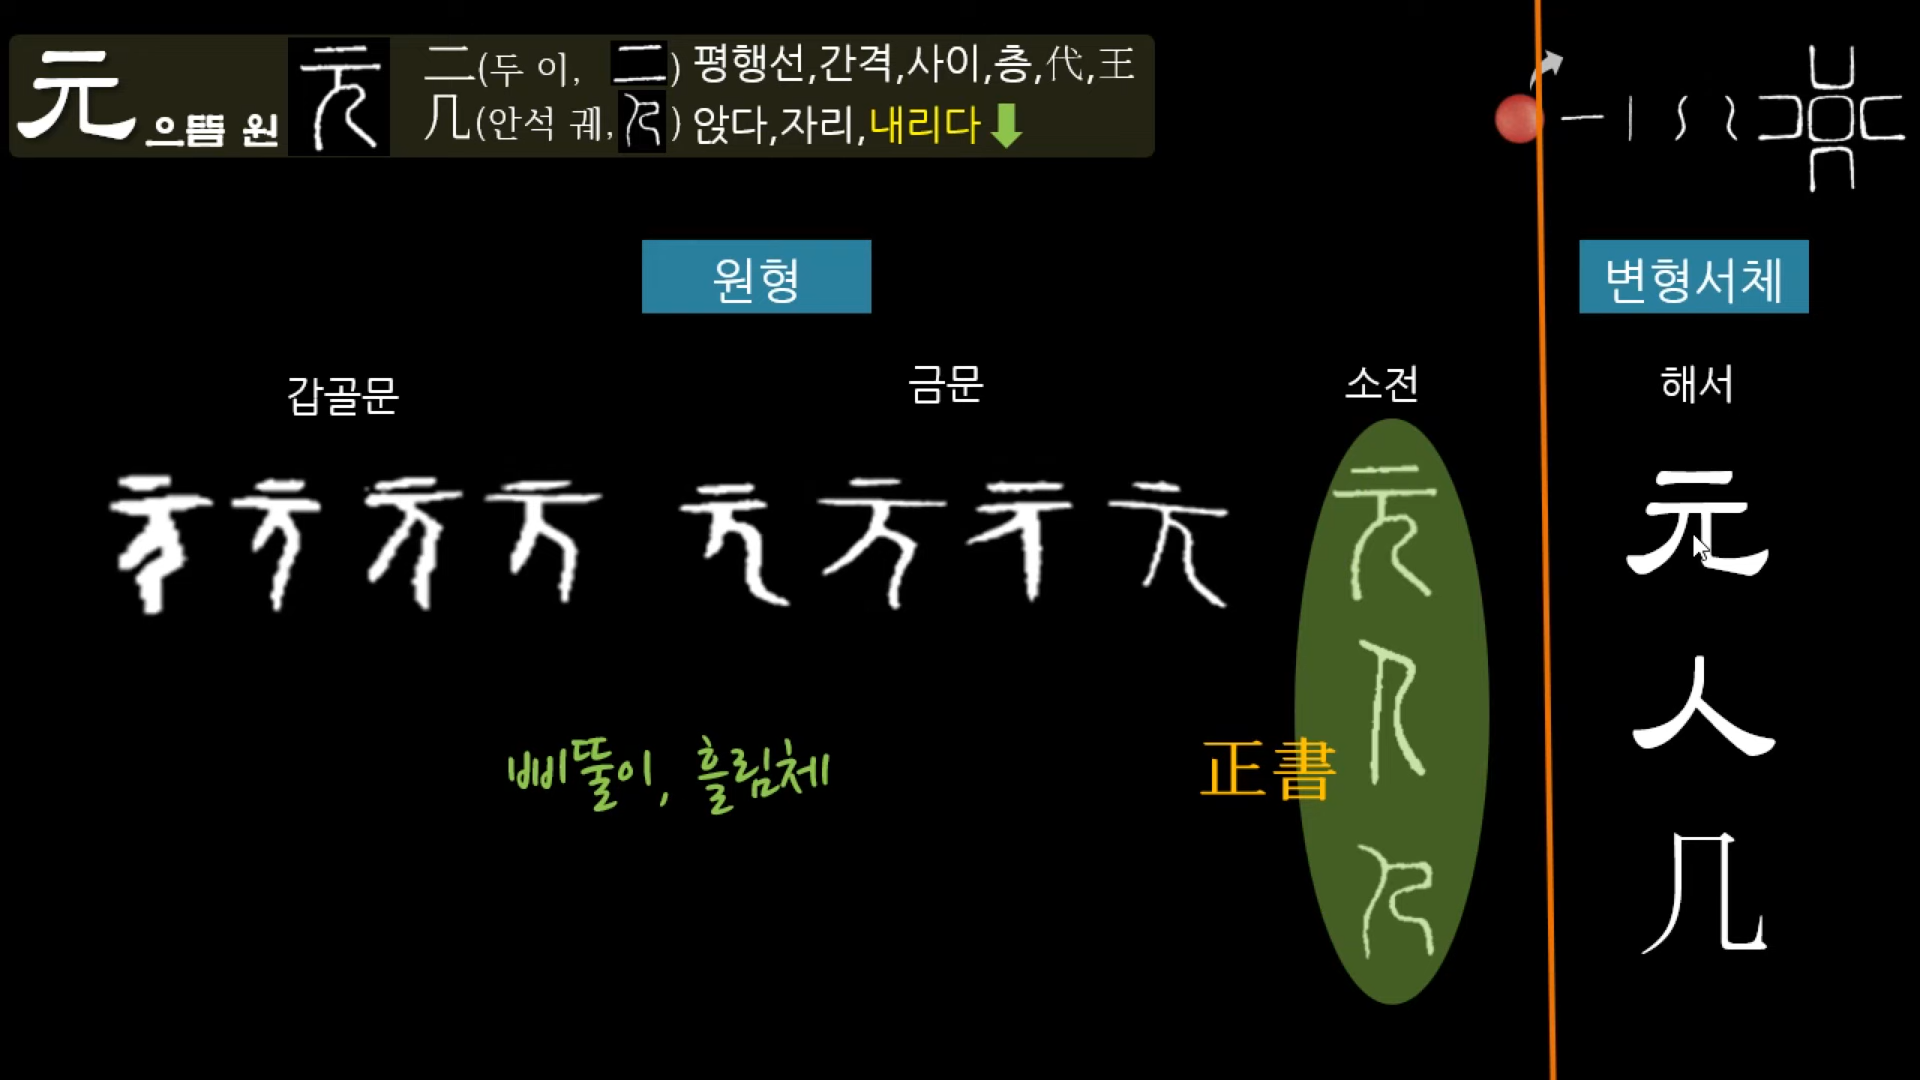 元 으뜸 원 二(두 이, 二) 평행선,간격,사이,층,代,王
几(안석 궤, ) 앉다,자리,내리다
원형
변형서체
갑골문
금문
소전
해서
元
人
几
삐뚤이, 흘림체
正書